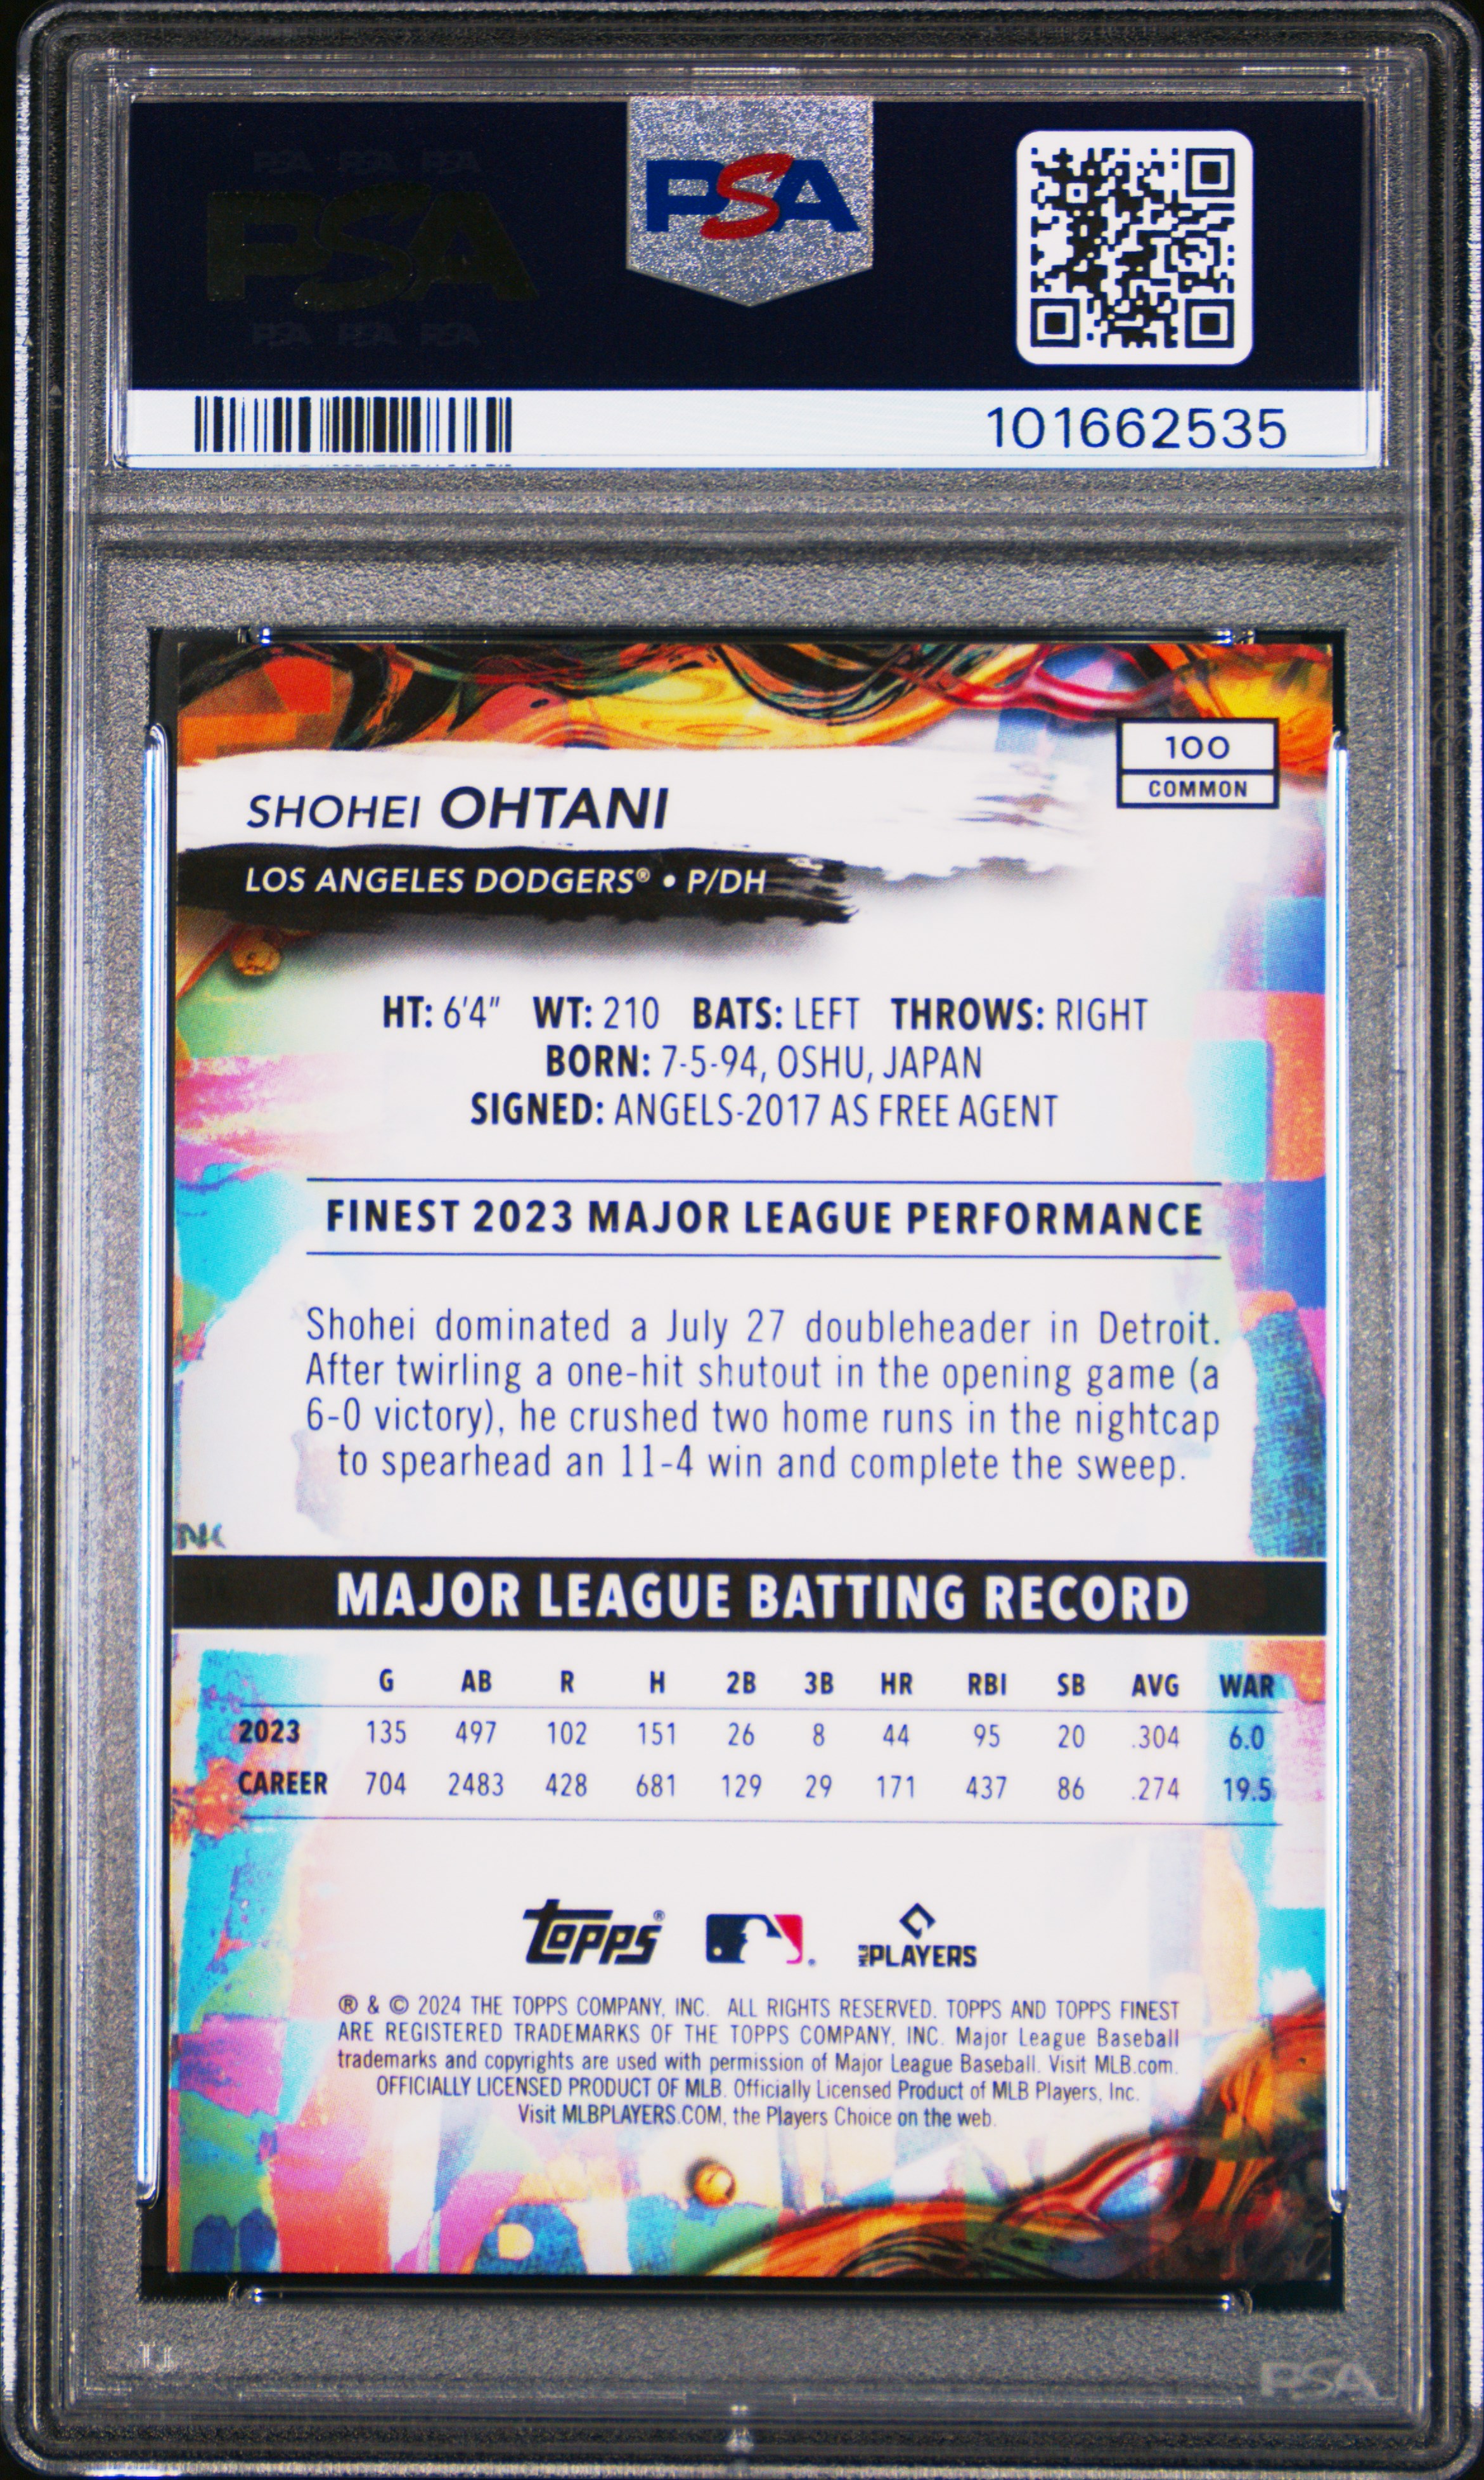 PSA PSA PSA
PSA
PSA PSA PSA
PSA
101662535
100
COMMON
SHOHEI OHTANI
LOS ANGELES DODGERS® • P/DH
HT: 6'4" WT: 210 BATS: LEFT THROWS: RIGHT
BORN: 7-5-94, OSHU, JAPAN
SIGNED: ANGELS-2017 AS FREE AGENT
FINEST 2023 MAJOR LEAGUE PERFORMANCE
Shohei dominated a July 27 doubleheader in Detroit.
After twirling a one-hit shutout in the opening game (a
6-0 victory), he crushed two home runs in the nightcap
to spearhead an 11-4 win and complete the sweep.
NK
MAJOR LEAGUE BATTING RECORD
G AB R H 2B 3B HR RBI SB AVG WAR
2023 135 497 102 151 26 8 44 95 20 .304 6.0
CAREER 704 2483 428 681 129 29 171 437 86 .274 19.5
Topps® MLB PLAYERS
® & © 2024 THE TOPPS COMPANY, INC. ALL RIGHTS RESERVED. TOPPS AND TOPPS FINEST
ARE REGISTERED TRADEMARKS OF THE TOPPS COMPANY, INC. Major League Baseball
trademarks and copyrights are used with permission of Major League Baseball. Visit MLB.com.
OFFICIALLY LICENSED PRODUCT OF MLB. Officially Licensed Product of MLB Players, Inc.
Visit MLBPLAYERS.COM, the Players Choice on the web.
PSA